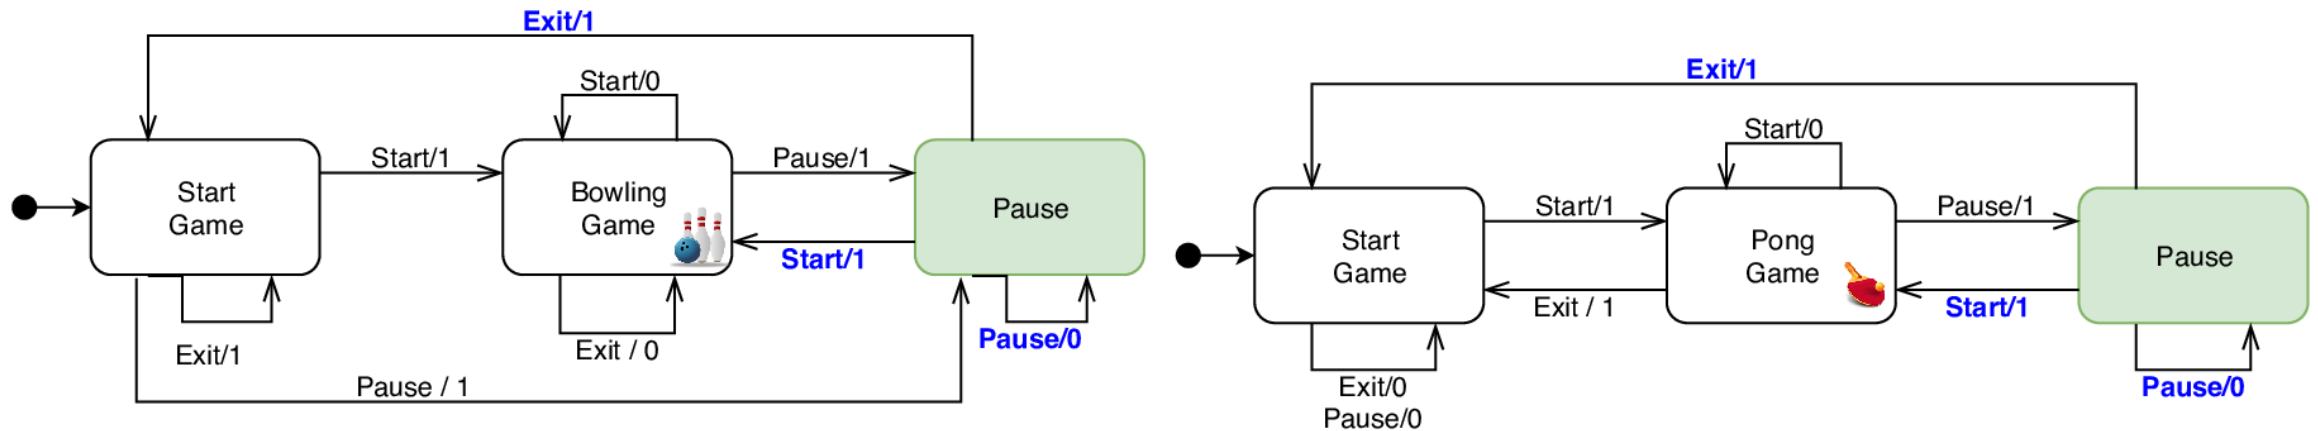 Exit/1
Start/0
Start/1
Pause/1
Start
Game
Bowling
Game
Pause
Start/1
Exit/1
Exit / 0
Pause/0
Pause / 1
Exit/1
Start/0
Start/1
Pause/1
Start
Game
Pong
Game
Pause
Exit / 1
Start/1
Exit/0
Pause/0
Pause/0